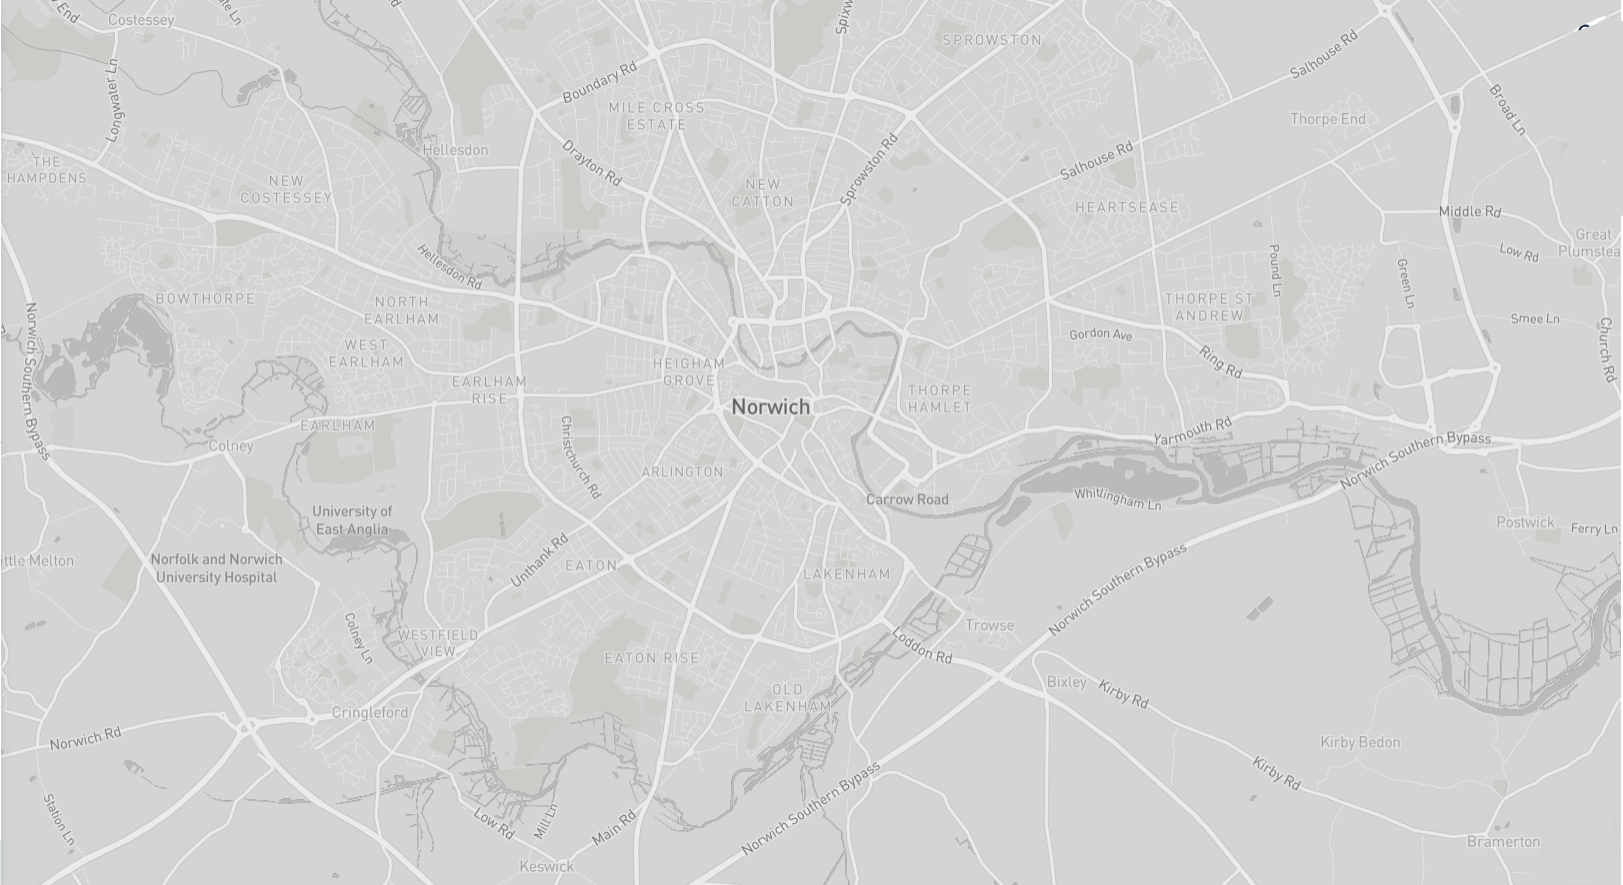 Costessey
SPROWSTON
Salhouse Rd
Boundary Rd
Longwater Ln
MILE CROSS
ESTATE
Broad Ln
Thorpe End
Hellesdon
Drayton Rd
Sprowston Rd
Salhouse Rd
THE
HAMPDENS
NEW
COSTESSEY
NEW
CATTON
HEARTSEASE
Middle Rd
Great
Low Rd
Hellesdon Rd
Pound Ln
Green Ln
BOWTHORPE
NORTH
EARLHAM
THORPE ST
ANDREW
Smee Ln
Norwich Southern Bypass
Gordon Ave
Church Rd
WEST
EARLHAM
HEIGHAM
GROVE
Ring Rd
EARLHAM
RISE
THORPE
HAMLET
Norwich
EARLHAM
Colney
Christchurch Rd
Yarmouth Rd
Norwich Southern Bypass
ARLINGTON
Carrow Road
Whitlingham Ln
University of
East Anglia
Postwick
Ferry Ln
Norfolk and Norwich
University Hospital
Unthank Rd
EATON
LAKENHAM
Norwich Southern Bypass
Colney Ln
WESTFIELD
VIEW
Trowse
Loddon Rd
EATON RISE
OLD
LAKENHAM
Bixley
Kirby Rd
Cringleford
Norwich Rd
Kirby Bedon
Kirby Rd
Station Ln
Low Rd
Mill Ln
Main Rd
Norwich Southern Bypass
Keswick
Bramerton